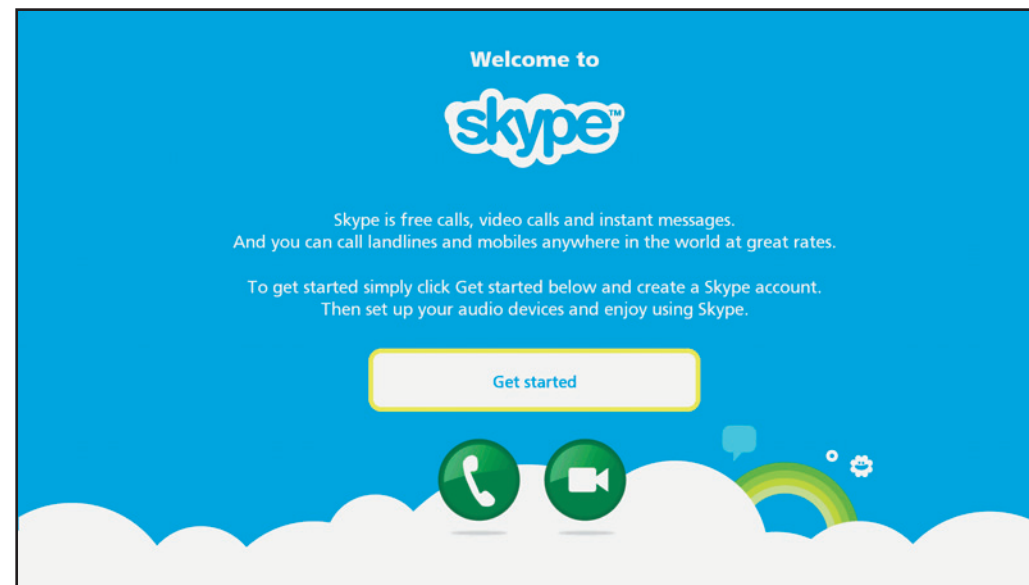 Welcome to
skype™
Skype is free calls, video calls and instant messages.
And you can call landlines and mobiles anywhere in the world at great rates.
To get started simply click Get started below and create a Skype account.
Then set up your audio devices and enjoy using Skype.
Get started